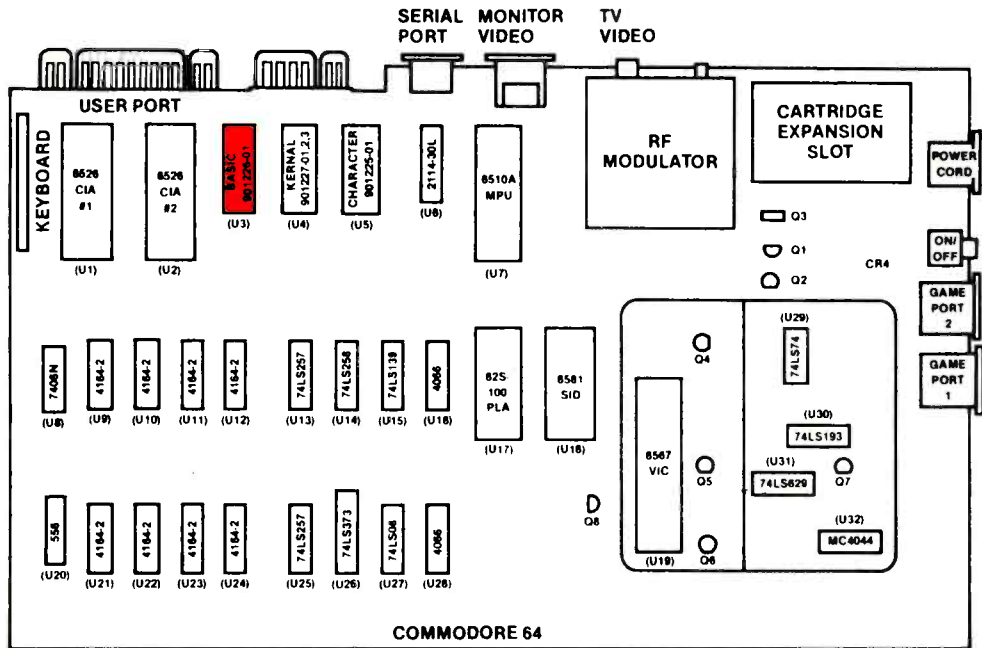 SERIAL PORT
MONITOR VIDEO
TV VIDEO
USER PORT
KEYBOARD
6526 CIA #1
(U1)
6526 CIA #2
(U2)
BASIC 901226-01
(U3)
KERNAL 901227-01,2,3
(U4)
CHARACTER 901225-01
(U5)
2114-30L
(U6)
6510A MPU
(U7)
RF MODULATOR
CARTRIDGE EXPANSION SLOT
POWER CORD
Q3
Q1
Q2
CR4
ON/OFF
GAME PORT 2
GAME PORT 1
7406N
(U8)
4164-2
(U9)
4164-2
(U10)
4164-2
(U11)
4164-2
(U12)
74LS257
(U13)
74LS258
(U14)
74LS139
(U15)
4066
(U16)
82S 100 PLA
(U17)
6581 SID
(U18)
Q4
(U29)
74LS74
(U30)
74LS193
(U31)
74LS629
Q7
(U32)
MC4044
6567 VIC
(U19)
Q5
Q6
Q8
556
(U20)
4164-2
(U21)
4164-2
(U22)
4164-2
(U23)
4164-2
(U24)
74LS257
(U25)
74LS373
(U26)
74LS08
(U27)
4066
(U28)
COMMODORE 64